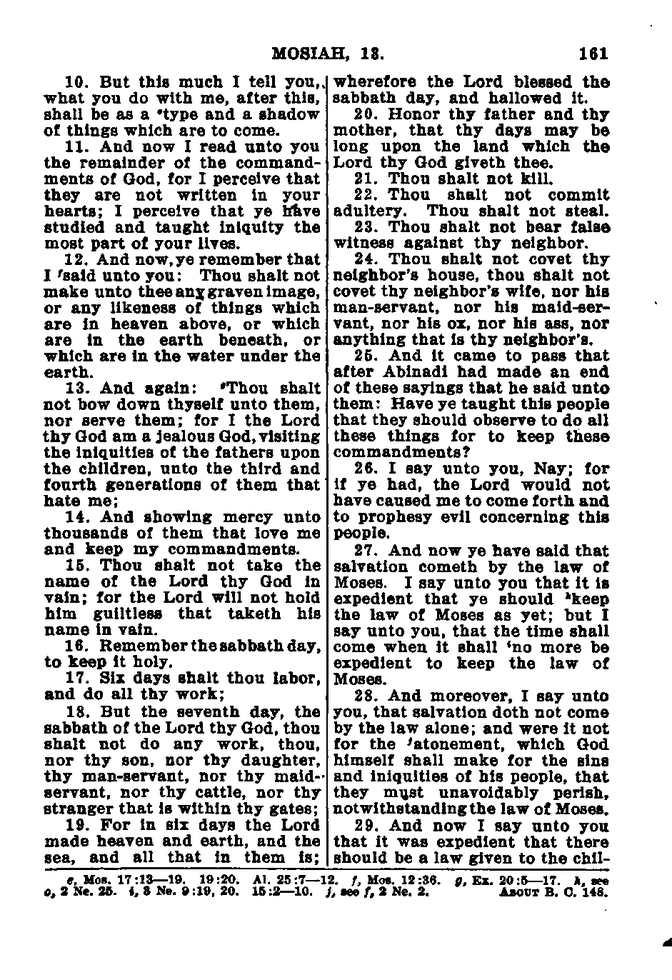 MOSIAH, 13. 161
10. But this much I tell you,
what you do with me, after this,
shall be as a ᵉtype and a shadow
of things which are to come.
11. And now I read unto you
the remainder of the command-
ments of God, for I perceive that
they are not written in your
hearts; I perceive that ye have
studied and taught iniquity the
most part of your lives.
12. And now, ye remember that
I ᶠsaid unto you: Thou shalt not
make unto thee any graven image,
or any likeness of things which
are in heaven above, or which
are in the earth beneath, or
which are in the water under the
earth.
13. And again: ᵍThou shalt
not bow down thyself unto them,
nor serve them; for I the Lord
thy God am a jealous God, visiting
the iniquities of the fathers upon
the children, unto the third and
fourth generations of them that
hate me;
14. And showing mercy unto
thousands of them that love me
and keep my commandments.
15. Thou shalt not take the
name of the Lord thy God in
vain; for the Lord will not hold
him guiltless that taketh his
name in vain.
16. Remember the sabbath day,
to keep it holy.
17. Six days shalt thou labor,
and do all thy work;
18. But the seventh day, the
sabbath of the Lord thy God, thou
shalt not do any work, thou,
nor thy son, nor thy daughter,
thy man-servant, nor thy maid-
servant, nor thy cattle, nor thy
stranger that is within thy gates;
19. For in six days the Lord
made heaven and earth, and the
sea, and all that in them is;
wherefore the Lord blessed the
sabbath day, and hallowed it.
20. Honor thy father and thy
mother, that thy days may be
long upon the land which the
Lord thy God giveth thee.
21. Thou shalt not kill.
22. Thou shalt not commit
adultery. Thou shalt not steal.
23. Thou shalt not bear false
witness against thy neighbor.
24. Thou shalt not covet thy
neighbor's house, thou shalt not
covet thy neighbor's wife, nor his
man-servant, nor his maid-ser-
vant, nor his ox, nor his ass, nor
anything that is thy neighbor's.
25. And it came to pass that
after Abinadi had made an end
of these sayings that he said unto
them: Have ye taught this people
that they should observe to do all
these things for to keep these
commandments?
26. I say unto you, Nay; for
if ye had, the Lord would not
have caused me to come forth and
to prophesy evil concerning this
people.
27. And now ye have said that
salvation cometh by the law of
Moses. I say unto you that it is
expedient that ye should ʰkeep
the law of Moses as yet; but I
say unto you, that the time shall
come when it shall ⁱno more be
expedient to keep the law of
Moses.
28. And moreover, I say unto
you, that salvation doth not come
by the law alone; and were it not
for the ʲatonement, which God
himself shall make for the sins
and iniquities of his people, that
they must unavoidably perish,
notwithstanding the law of Moses.
29. And now I say unto you
that it was expedient that there
should be a law given to the chil-
e, Mos. 17:13—19. 19:20. Al. 25:7—12. f, Mos. 12:36. g, Ex. 20:5—17. h, see
o, 2 Ne. 25. i, 3 Ne. 9:19, 20. 15:2—10. j, see f, 2 Ne. 2. ABOUT B. C. 148.